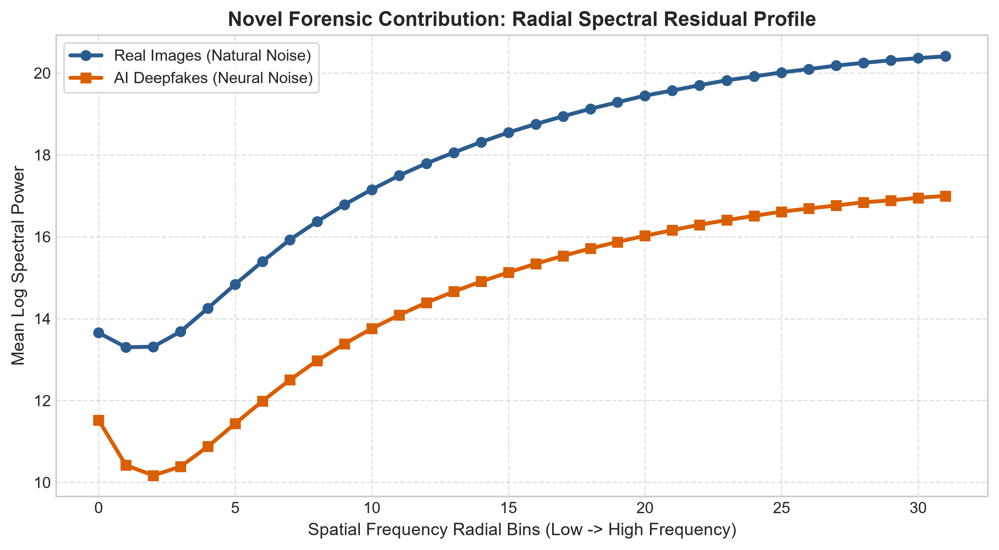 Novel Forensic Contribution: Radial Spectral Residual Profile
Real Images (Natural Noise)
AI Deepfakes (Neural Noise)
Mean Log Spectral Power
20
18
16
14
12
10
0 5 10 15 20 25 30
Spatial Frequency Radial Bins (Low -> High Frequency)